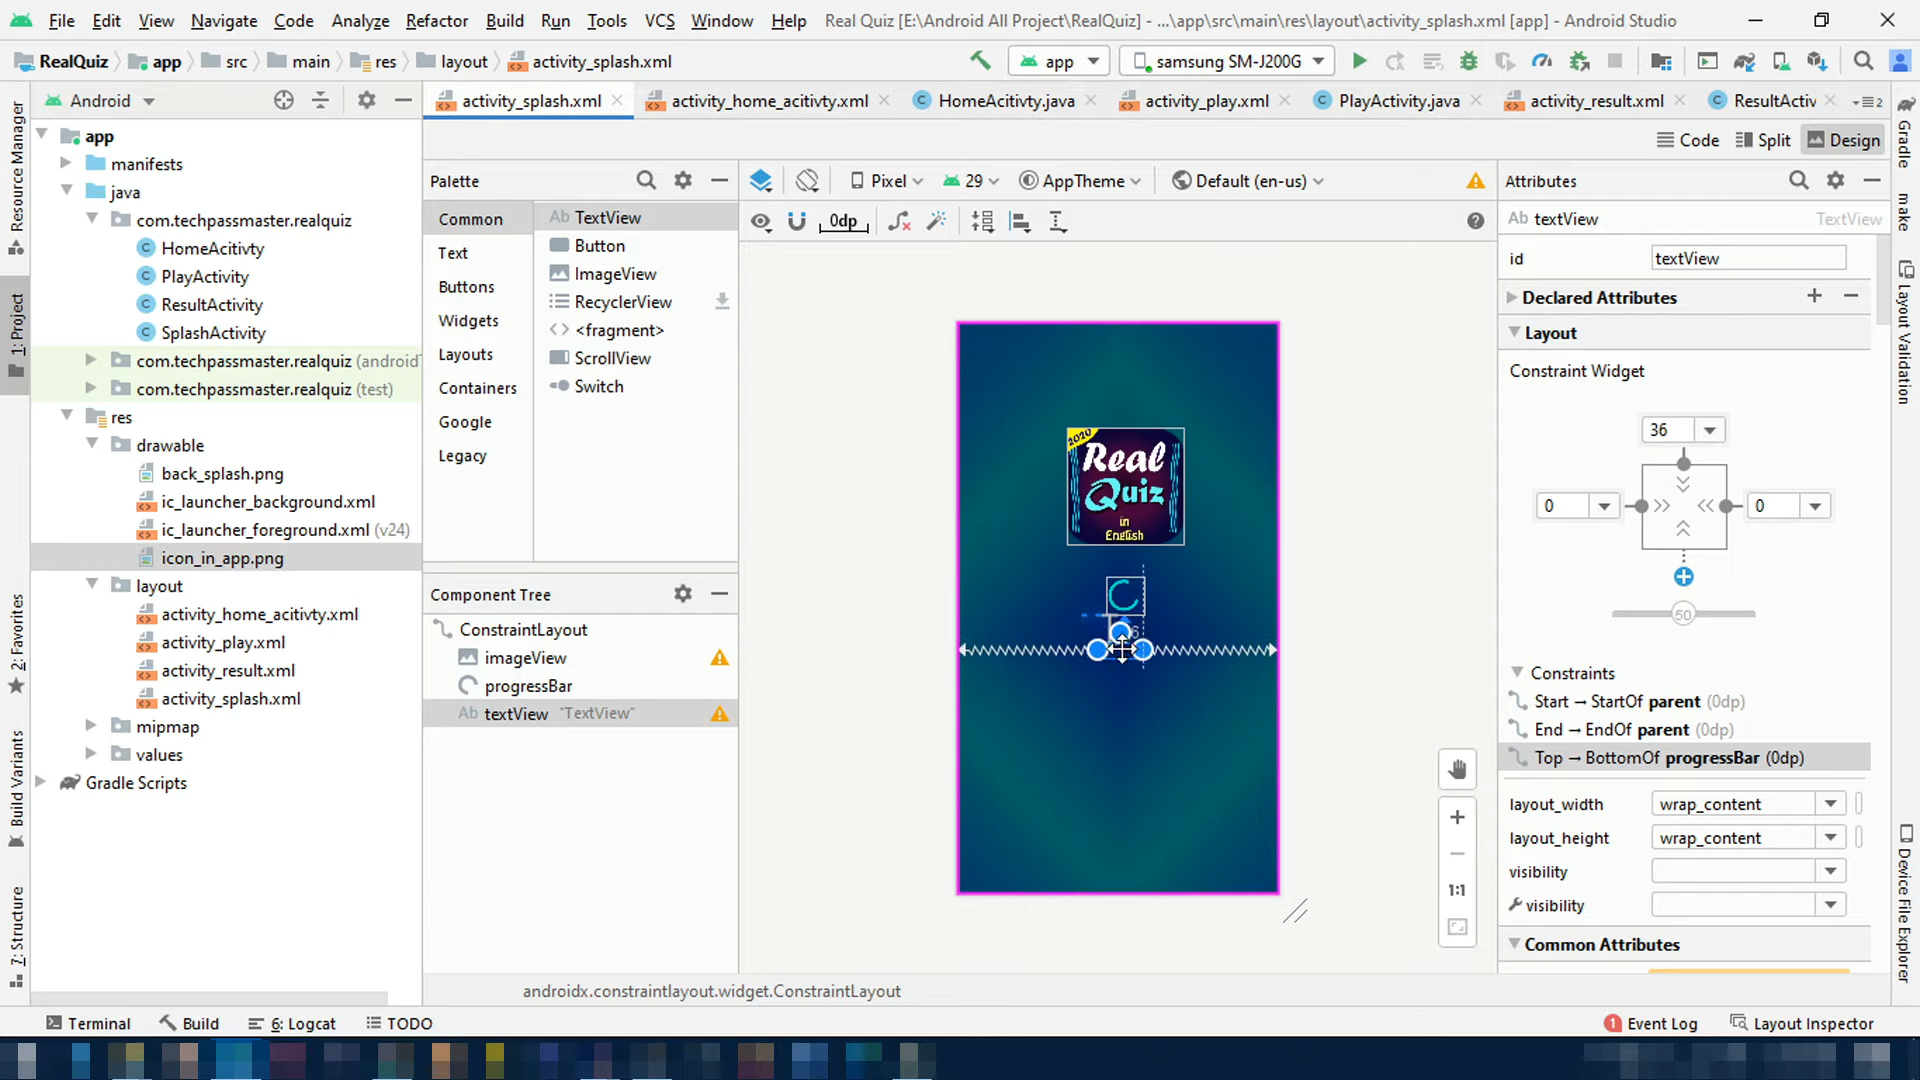 File Edit View Navigate Code Analyze Refactor Build Run Tools VCS Window Help Real Quiz [E:\Android All Project\RealQuiz] - ...\app\src\main\res\layout\activity_splash.xml [app] - Android Studio
RealQuiz app src main res layout activity_splash.xml app samsung SM-J200G
Android activity_splash.xml activity_home_acitivty.xml HomeAcitivty.java activity_play.xml PlayActivity.java activity_result.xml ResultActiv 2
Code Split Design
Resource Manager
1: Project
2: Favorites
Build Variants
7: Structure
app
manifests
java
com.techpassmaster.realquiz
HomeAcitivty
PlayActivity
ResultActivity
SplashActivity
com.techpassmaster.realquiz (android
com.techpassmaster.realquiz (test)
res
drawable
back_splash.png
ic_launcher_background.xml
ic_launcher_foreground.xml (v24)
icon_in_app.png
layout
activity_home_acitivty.xml
activity_play.xml
activity_result.xml
activity_splash.xml
mipmap
values
Gradle Scripts
Palette
Common
Text
Buttons
Widgets
Layouts
Containers
Google
Legacy
Ab TextView
Button
ImageView
RecyclerView
<fragment>
ScrollView
Switch
Component Tree
ConstraintLayout
imageView
progressBar
Ab textView "TextView"
Pixel 29 AppTheme Default (en-us)
0dp
2020
Real
Quiz
in
English
1:1
androidx.constraintlayout.widget.ConstraintLayout
Attributes
Ab textView TextView
id textView
Declared Attributes
Layout
Constraint Widget
36
0 0
50
Constraints
Start → StartOf parent (0dp)
End → EndOf parent (0dp)
Top → BottomOf progressBar (0dp)
layout_width wrap_content
layout_height wrap_content
visibility
visibility
Common Attributes
Gradle
make
Layout Validation
Device File Explorer
Terminal Build 6: Logcat TODO 1 Event Log Layout Inspector